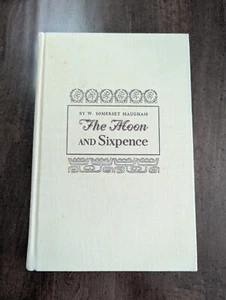 BY W. SOMERSET MAUGHAM
The Moon
AND Sixpence